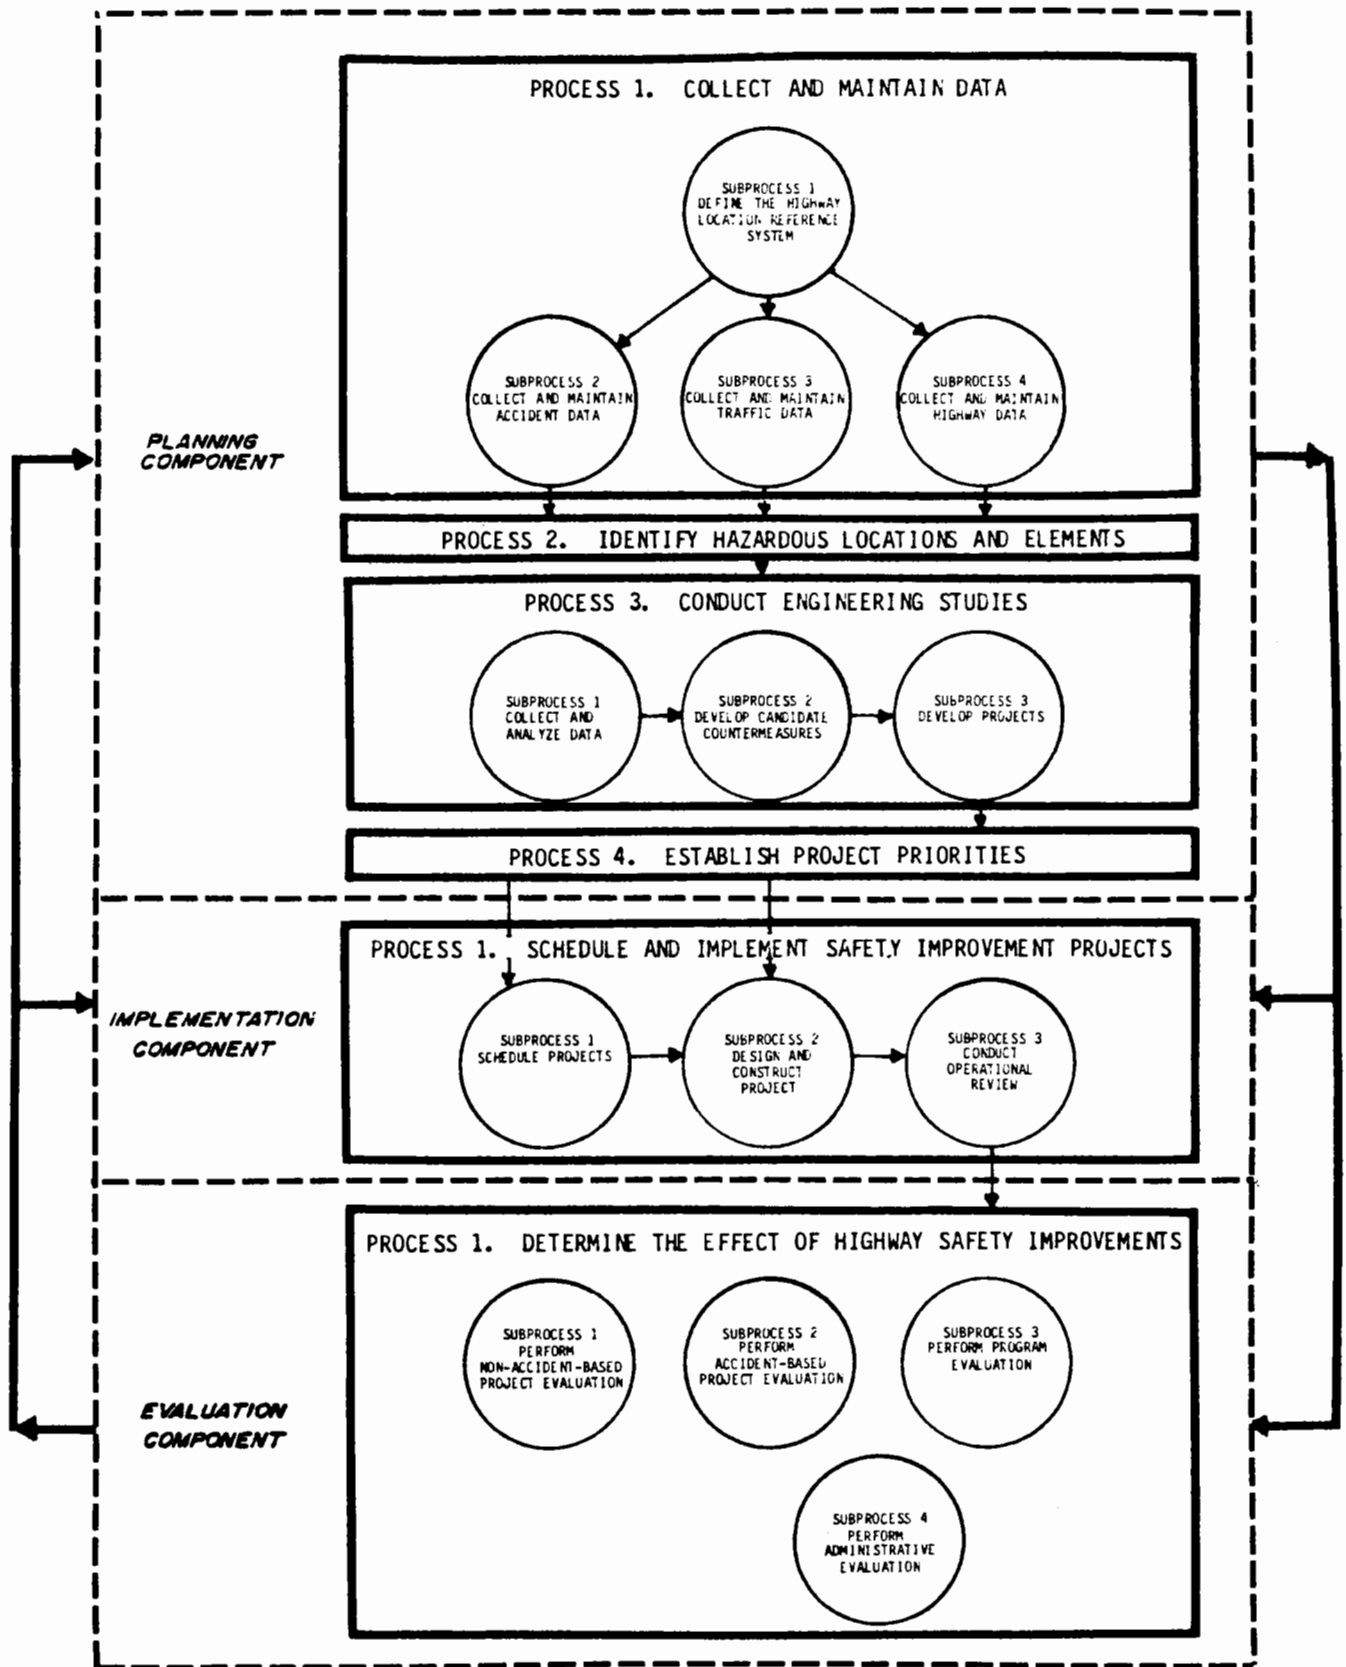 PROCESS 1. COLLECT AND MAINTAIN DATA
SUBPROCESS 1
DEFINE THE HIGHWAY
LOCATION REFERENCE
SYSTEM
SUBPROCESS 2
COLLECT AND MAINTAIN
ACCIDENT DATA
SUBPROCESS 3
COLLECT AND MAINTAIN
TRAFFIC DATA
SUBPROCESS 4
COLLECT AND MAINTAIN
HIGHWAY DATA
PLANNING
COMPONENT
PROCESS 2. IDENTIFY HAZARDOUS LOCATIONS AND ELEMENTS
PROCESS 3. CONDUCT ENGINEERING STUDIES
SUBPROCESS 1
COLLECT AND
ANALYZE DATA
SUBPROCESS 2
DEVELOP CANDIDATE
COUNTERMEASURES
SUBPROCESS 3
DEVELOP PROJECTS
PROCESS 4. ESTABLISH PROJECT PRIORITIES
PROCESS 1. SCHEDULE AND IMPLEMENT SAFETY IMPROVEMENT PROJECTS
IMPLEMENTATION
COMPONENT
SUBPROCESS 1
SCHEDULE PROJECTS
SUBPROCESS 2
DESIGN AND
CONSTRUCT
PROJECT
SUBPROCESS 3
CONDUCT
OPERATIONAL
REVIEW
PROCESS 1. DETERMINE THE EFFECT OF HIGHWAY SAFETY IMPROVEMENTS
SUBPROCESS 1
PERFORM
NON-ACCIDENT-BASED
PROJECT EVALUATION
SUBPROCESS 2
PERFORM
ACCIDENT-BASED
PROJECT EVALUATION
SUBPROCESS 3
PERFORM PROGRAM
EVALUATION
EVALUATION
COMPONENT
SUBPROCESS 4
PERFORM
ADMINISTRATIVE
EVALUATION